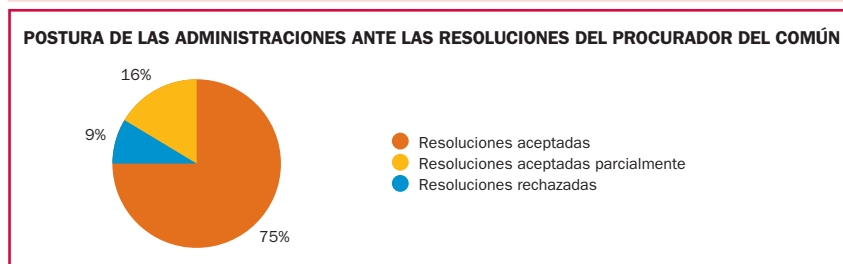 POSTURA DE LAS ADMINISTRACIONES ANTE LAS RESOLUCIONES DEL PROCURADOR DEL COMÚN
16%
9%
Resoluciones aceptadas
Resoluciones aceptadas parcialmente
Resoluciones rechazadas
75%